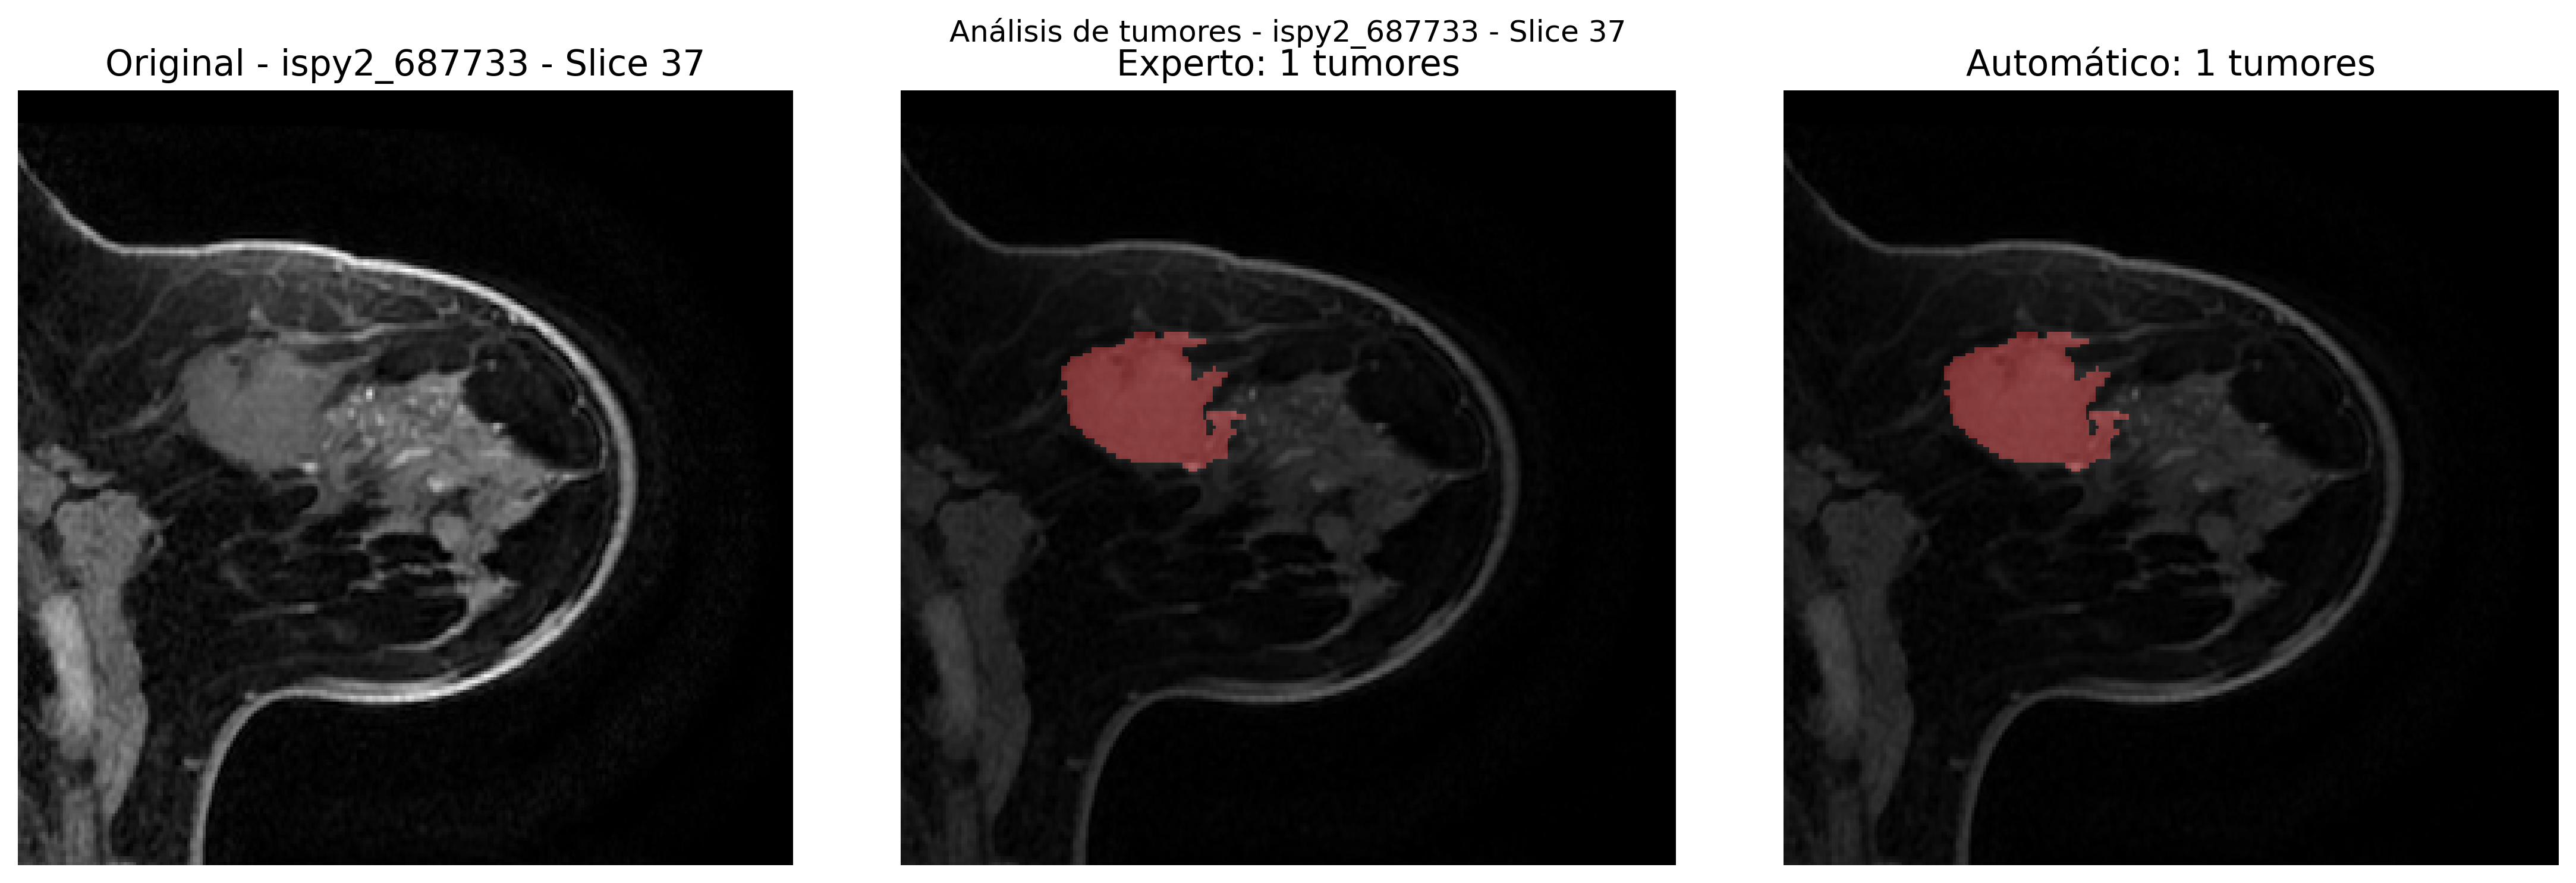 Análisis de tumores - ispy2_687733 - Slice 37
Original - ispy2_687733 - Slice 37
Experto: 1 tumores
Automático: 1 tumores